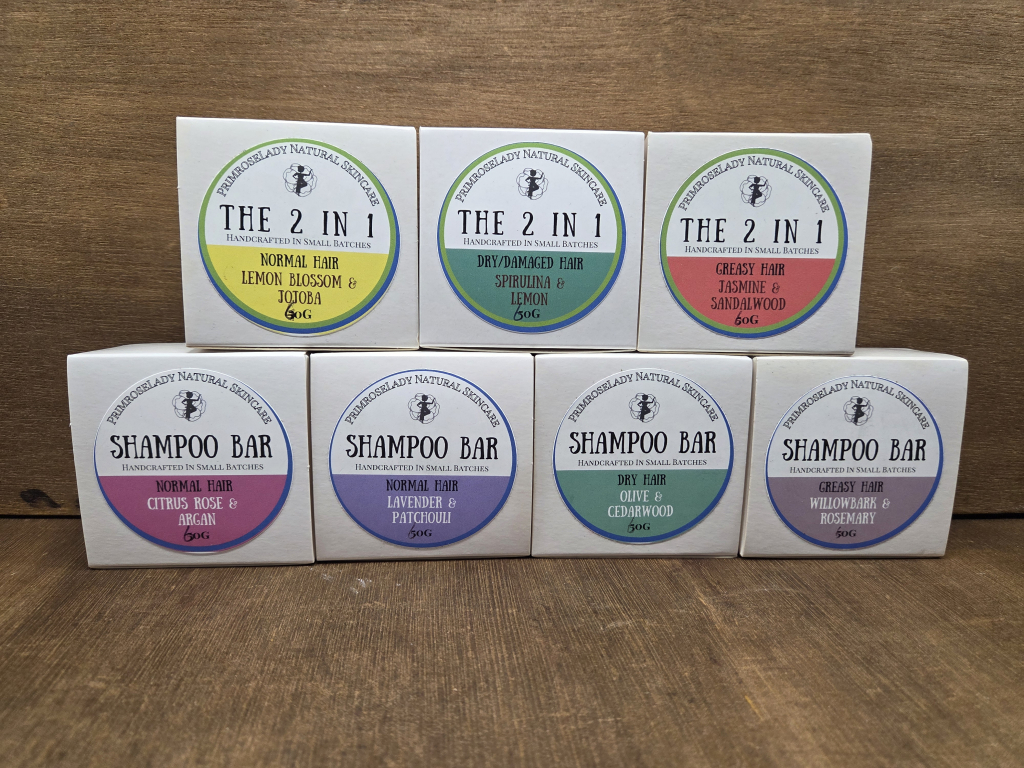 PRIMROSELADY NATURAL SKINCARE
THE 2 IN 1
HANDCRAFTED IN SMALL BATCHES
NORMAL HAIR
LEMON BLOSSOM &
JOJOBA
60G
PRIMROSELADY NATURAL SKINCARE
THE 2 IN 1
HANDCRAFTED IN SMALL BATCHES
DRY/DAMAGED HAIR
SPIRULINA &
LEMON
60G
PRIMROSELADY NATURAL SKINCARE
THE 2 IN 1
HANDCRAFTED IN SMALL BATCHES
GREASY HAIR
JASMINE &
SANDALWOOD
60G
PRIMROSELADY NATURAL SKINCARE
SHAMPOO BAR
HANDCRAFTED IN SMALL BATCHES
NORMAL HAIR
CITRUS ROSE &
ARGAN
60G
PRIMROSELADY NATURAL SKINCARE
SHAMPOO BAR
HANDCRAFTED IN SMALL BATCHES
NORMAL HAIR
LAVENDER &
PATCHOULI
60G
PRIMROSELADY NATURAL SKINCARE
SHAMPOO BAR
HANDCRAFTED IN SMALL BATCHES
DRY HAIR
OLIVE &
CEDARWOOD
60G
PRIMROSELADY NATURAL SKINCARE
SHAMPOO BAR
HANDCRAFTED IN SMALL BATCHES
GREASY HAIR
WILLOWBARK &
ROSEMARY
60G